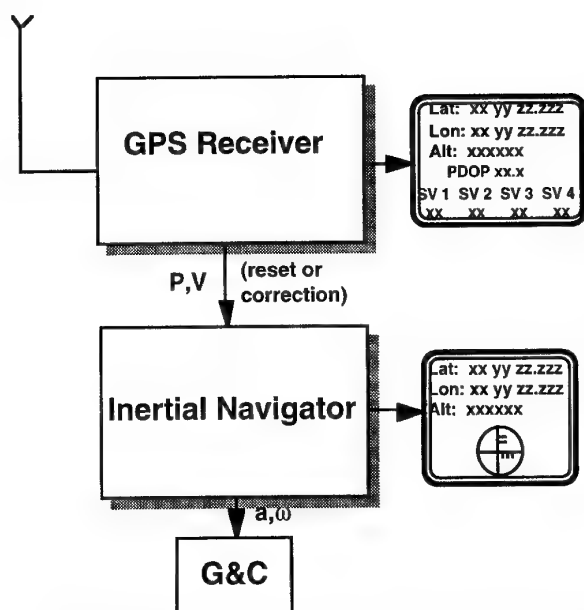 GPS Receiver
Lat: xx yy zz.zzz
Lon: xx yy zz.zzz
Alt: xxxxxx
PDOP xx.x
SV 1 SV 2 SV 3 SV 4
xx xx xx xx
P,V
(reset or
correction)
Inertial Navigator
Lat: xx yy zz.zzz
Lon: xx yy zz.zzz
Alt: xxxxxx
a,ω
G&C